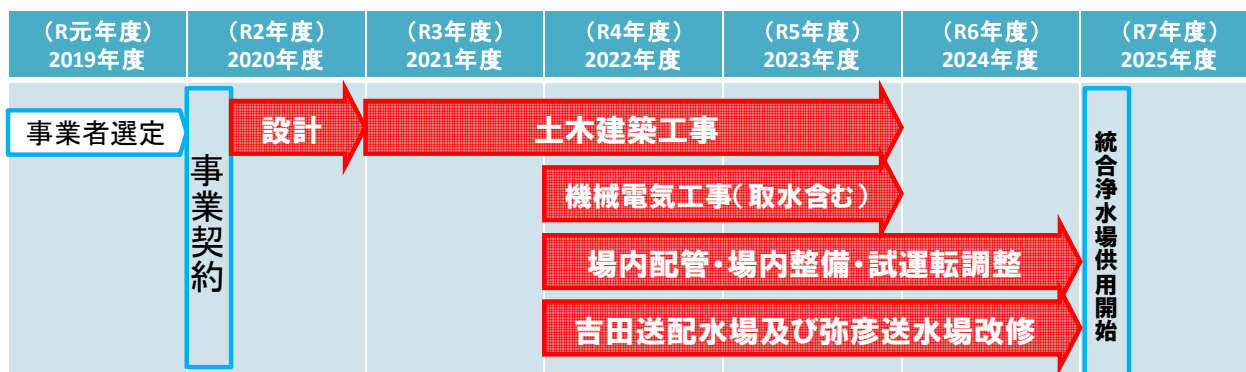 (R元年度)
2019年度
(R2年度)
2020年度
(R3年度)
2021年度
(R4年度)
2022年度
(R5年度)
2023年度
(R6年度)
2024年度
(R7年度)
2025年度
事業者選定
事業契約
設計
土木建築工事
機械電気工事(取水含む)
場内配管・場内整備・試運転調整
吉田送配水場及び弥彦送水場改修
統合浄水場供用開始